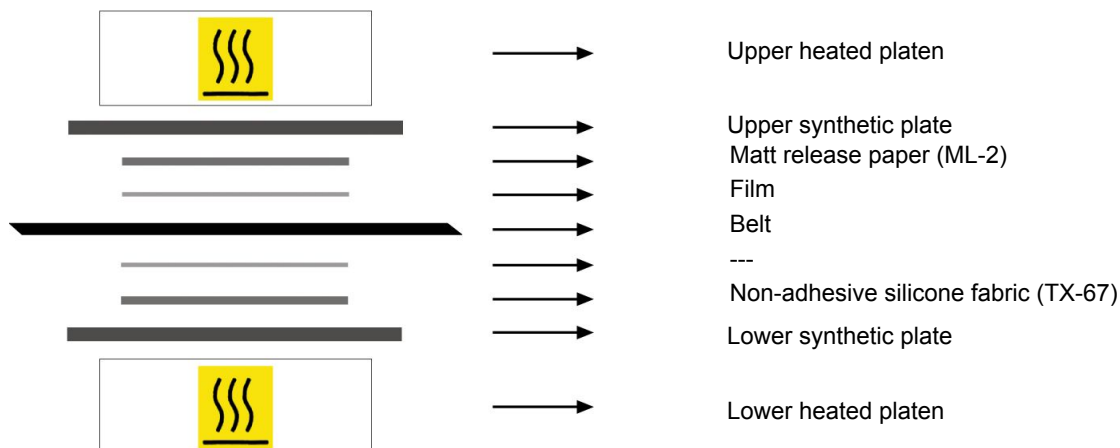 Upper heated platen
Upper synthetic plate
Matt release paper (ML-2)
Film
Belt
---
Non-adhesive silicone fabric (TX-67)
Lower synthetic plate
Lower heated platen